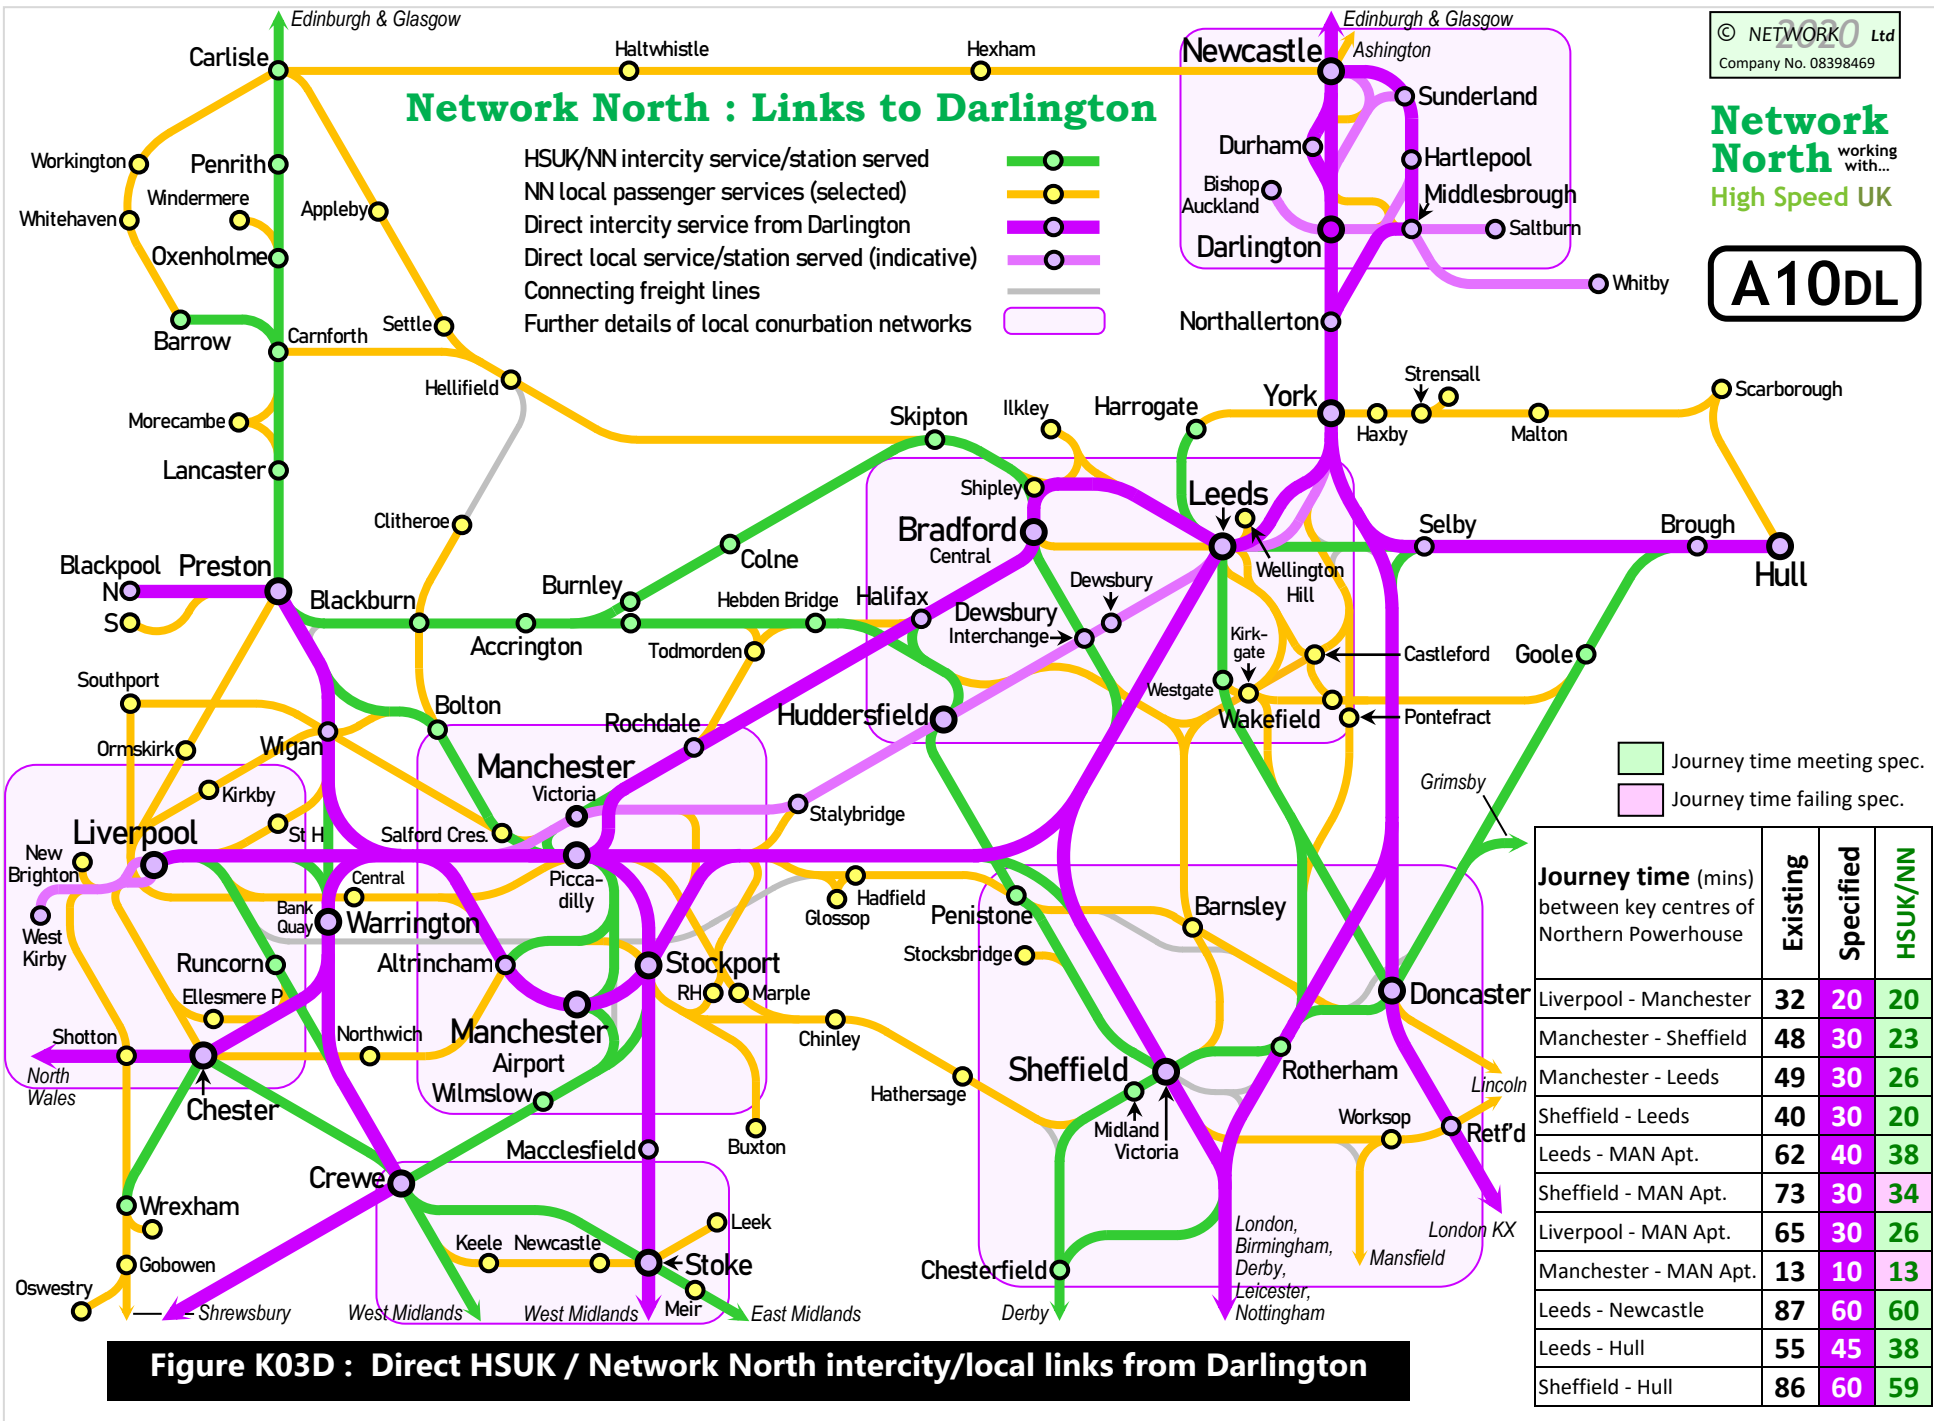 Edinburgh & Glasgow
Edinburgh & Glasgow
© NETWORK 2020 Ltd
Company No. 08398469
Carlisle
Haltwhistle
Hexham
Newcastle
Ashington
Network North : Links to Darlington
Sunderland
Network
North working
with...
High Speed UK
HSUK/NN intercity service/station served
NN local passenger services (selected)
Direct intercity service from Darlington
Direct local service/station served (indicative)
Connecting freight lines
Further details of local conurbation networks
Durham
Hartlepool
Bishop
Auckland
Middlesbrough
Saltburn
Darlington
Whitby
A10DL
Workington
Penrith
Windermere
Whitehaven
Appleby
Oxenholme
Barrow
Carnforth
Settle
Northallerton
Hellifield
Morecambe
Lancaster
Skipton
Ilkley
Harrogate
York
Strensall
Haxby
Malton
Scarborough
Clitheroe
Shipley
Leeds
Bradford
Central
Wellington
Hill
Selby
Brough
Hull
Blackpool
N
S
Preston
Blackburn
Accrington
Burnley
Colne
Hebden Bridge
Todmorden
Halifax
Dewsbury
Dewsbury
Interchange
Kirk-
gate
Castleford
Goole
Westgate
Wakefield
Pontefract
Huddersfield
Southport
Ormskirk
Wigan
Bolton
Rochdale
Kirkby
St H
Liverpool
New
Brighton
West
Kirby
Manchester
Victoria
Salford Cres.
Stalybridge
Picca-
dilly
Central
Bank
Quay
Warrington
Glossop
Hadfield
Penistone
Barnsley
Stocksbridge
Grimsby
Runcorn
Ellesmere P
Altrincham
Stockport
RH
Marple
Manchester
Airport
Chinley
Doncaster
Shotton
North
Wales
Chester
Northwich
Wilmslow
Hathersage
Sheffield
Midland
Victoria
Rotherham
Worksop
Lincoln
Retf'd
Buxton
Macclesfield
Crewe
Wrexham
Gobowen
Oswestry
Shrewsbury
Keele
Newcastle
Leek
Stoke
Meir
West Midlands
West Midlands
East Midlands
Chesterfield
Derby
London,
Birmingham,
Derby,
Leicester,
Nottingham
Mansfield
London KX
Journey time meeting spec.
Journey time failing spec.
Journey time (mins)
between key centres of
Northern Powerhouse
Existing
Specified
HSUK/NN
Liverpool - Manchester 32 20 20
Manchester - Sheffield 48 30 23
Manchester - Leeds 49 30 26
Sheffield - Leeds 40 30 20
Leeds - MAN Apt. 62 40 38
Sheffield - MAN Apt. 73 30 34
Liverpool - MAN Apt. 65 30 26
Manchester - MAN Apt. 13 10 13
Leeds - Newcastle 87 60 60
Leeds - Hull 55 45 38
Sheffield - Hull 86 60 59
Figure K03D : Direct HSUK / Network North intercity/local links from Darlington